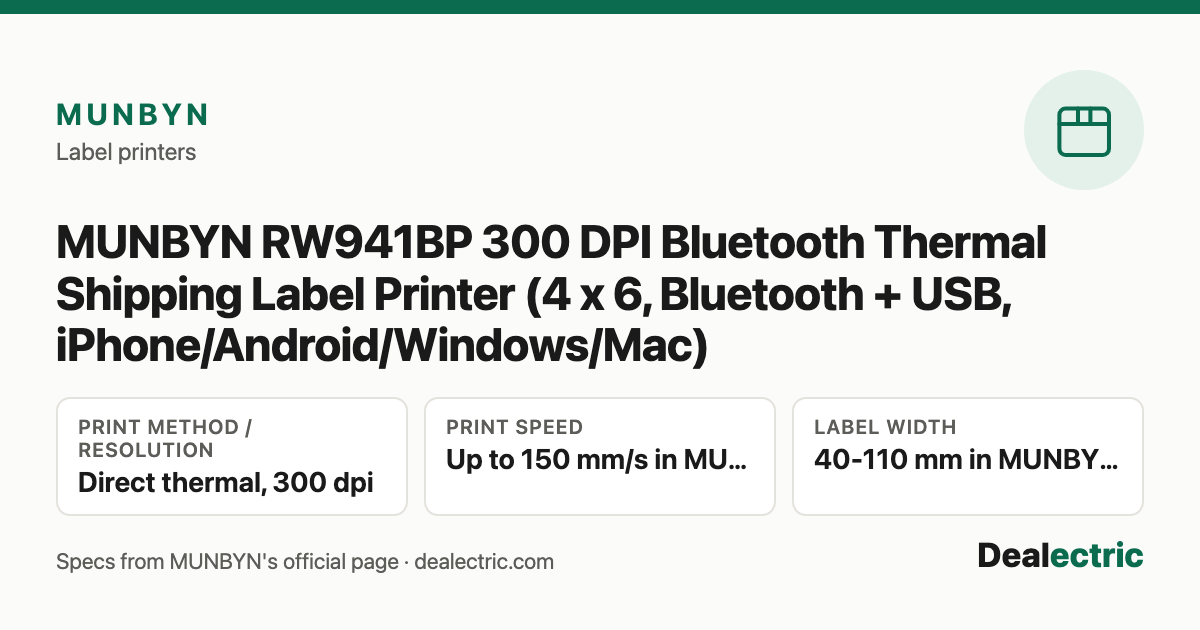 MUNBYN
Label printers
MUNBYN RW941BP 300 DPI Bluetooth Thermal
Shipping Label Printer (4 x 6, Bluetooth + USB,
iPhone/Android/Windows/Mac)
PRINT METHOD /
RESOLUTION
Direct thermal, 300 dpi
PRINT SPEED
Up to 150 mm/s in MU...
LABEL WIDTH
40-110 mm in MUNBY...
Specs from MUNBYN's official page · dealectric.com
Dealectric